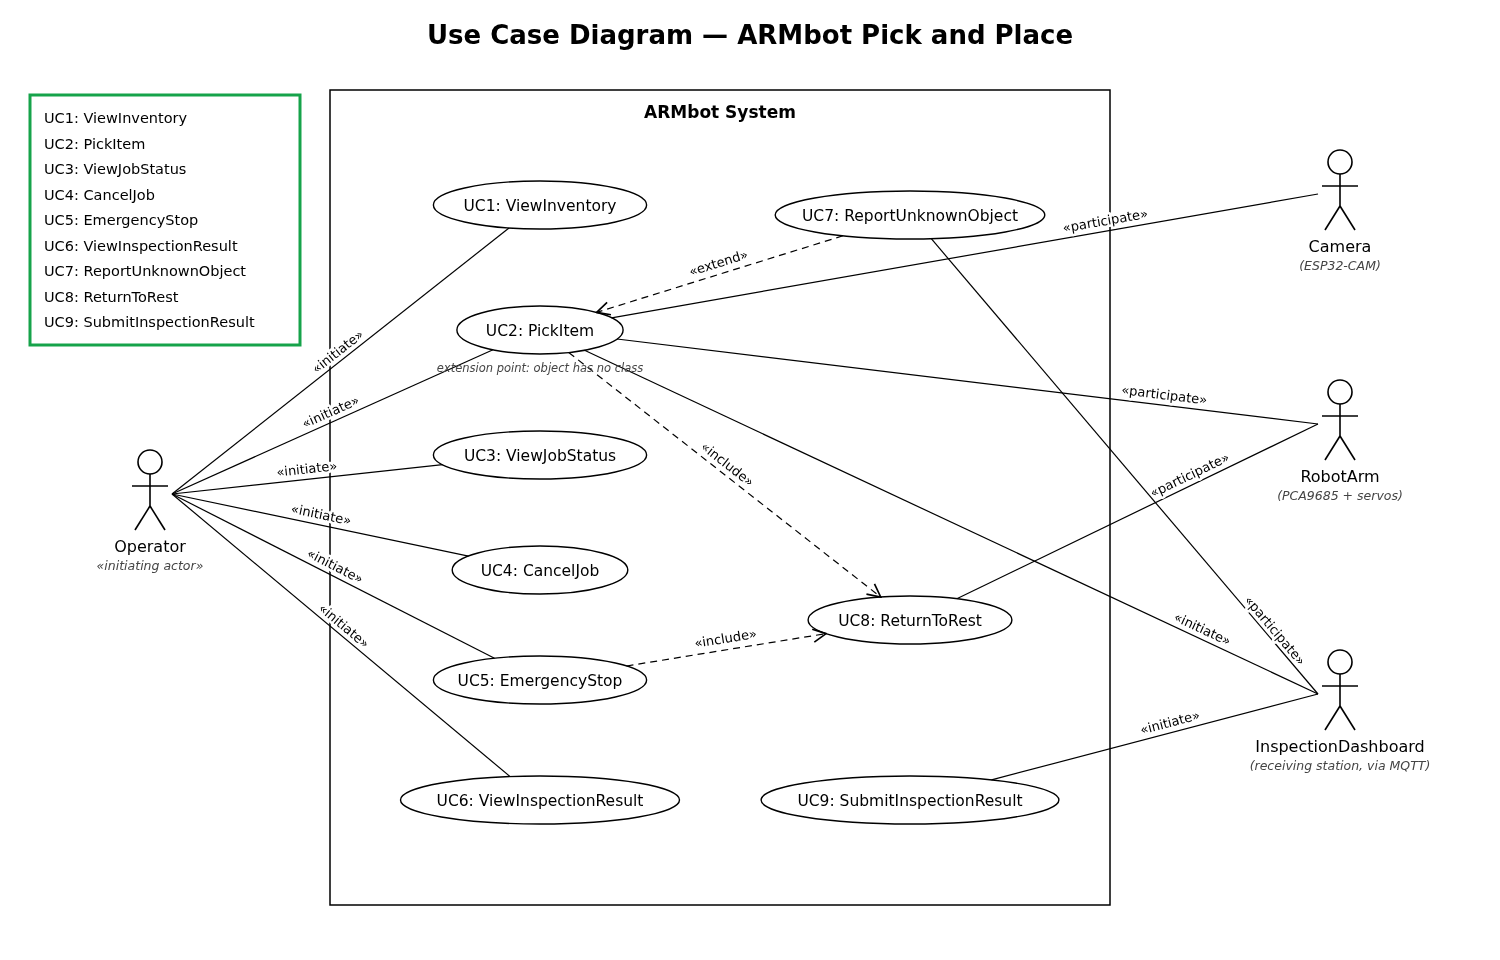 Use Case Diagram — ARMbot Pick and Place
UC1: ViewInventory
UC2: PickItem
UC3: ViewJobStatus
UC4: CancelJob
UC5: EmergencyStop
UC6: ViewInspectionResult
UC7: ReportUnknownObject
UC8: ReturnToRest
UC9: SubmitInspectionResult
ARMbot System
UC1: ViewInventory
UC7: ReportUnknownObject
«participate»
Camera
(ESP32-CAM)
«extend»
UC2: PickItem
extension point: object has no class
«initiate»
«initiate»
«participate»
UC3: ViewJobStatus
«initiate»
«include»
«participate»
RobotArm
(PCA9685 + servos)
«initiate»
Operator
«initiating actor»
UC4: CancelJob
«initiate»
«initiate»
UC8: ReturnToRest
«include»
«initiate»
«participate»
UC5: EmergencyStop
«initiate»
InspectionDashboard
(receiving station, via MQTT)
UC6: ViewInspectionResult
UC9: SubmitInspectionResult